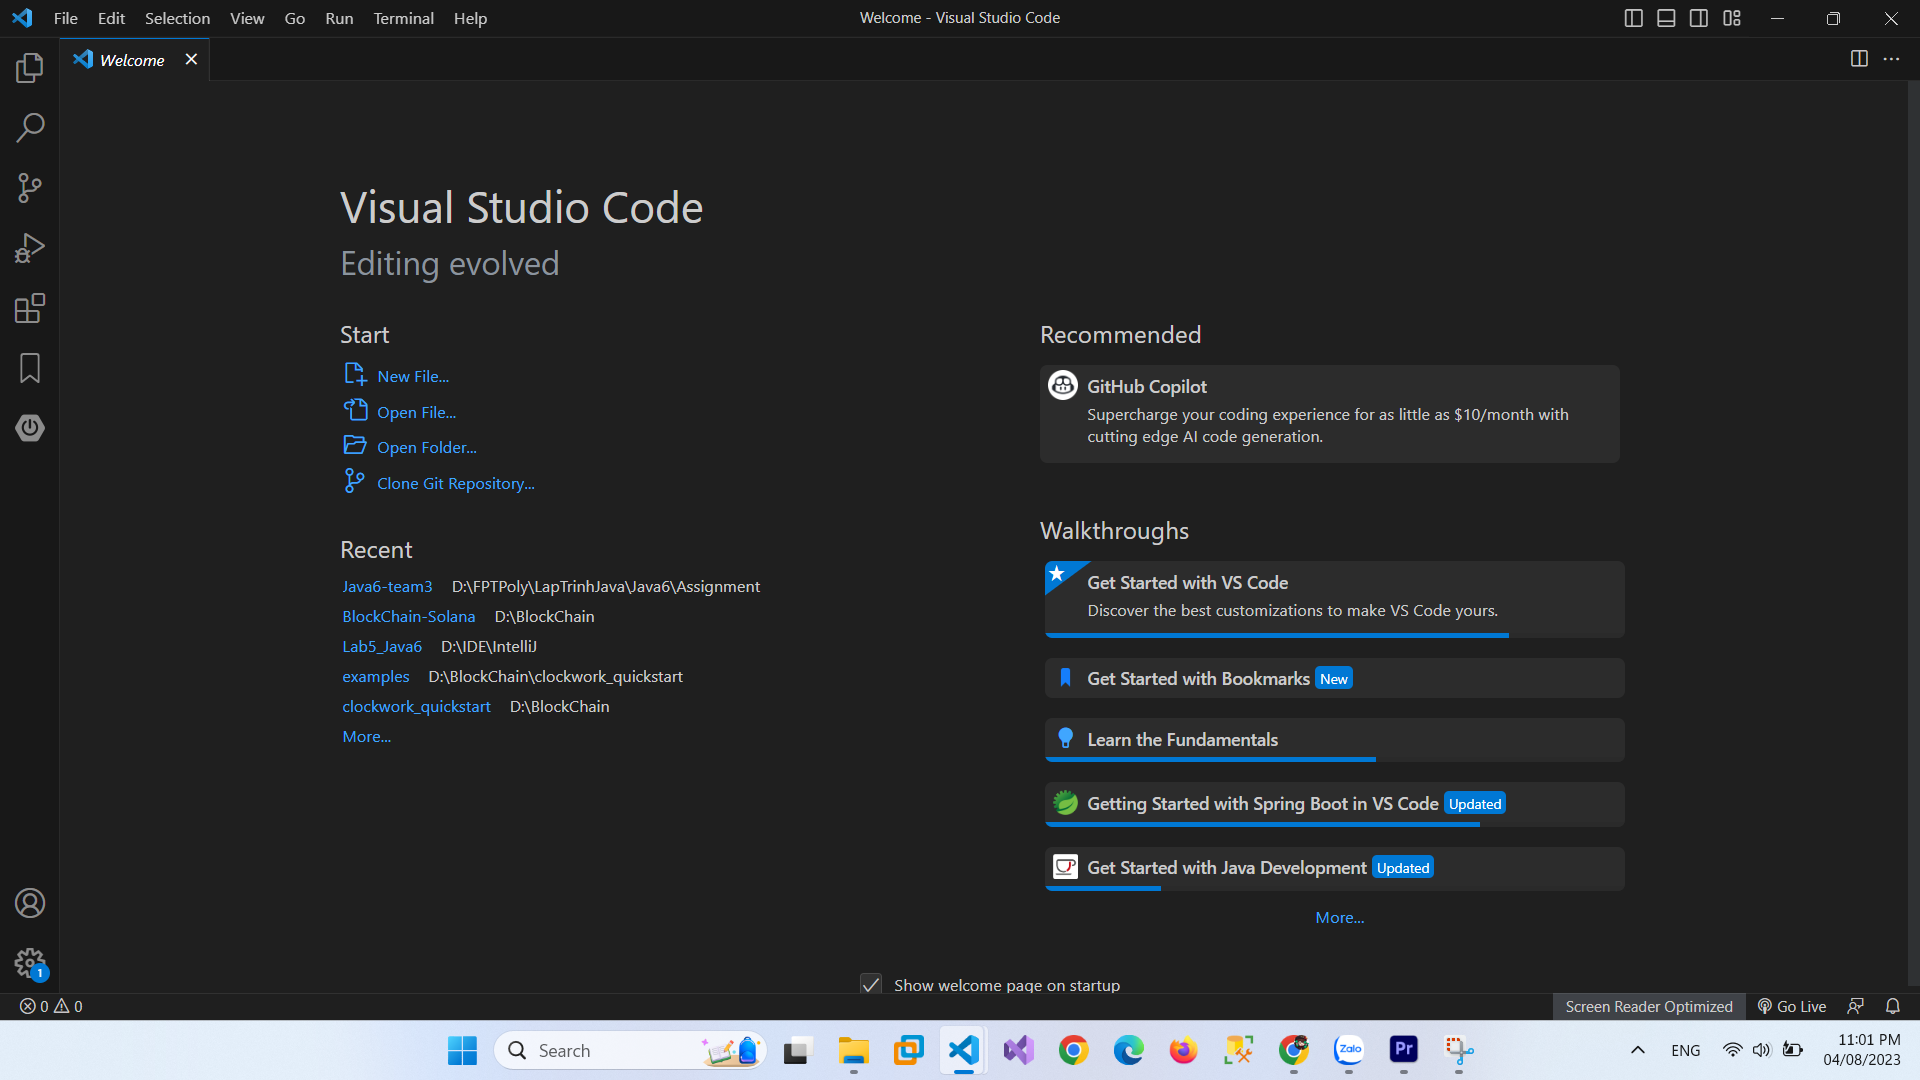 File Edit Selection View Go Run Terminal Help
Welcome - Visual Studio Code
Welcome
Visual Studio Code
Editing evolved
Start
New File...
Open File...
Open Folder...
Clone Git Repository...
Recent
Java6-team3 D:\FPTPoly\LapTrinhJava\Java6\Assignment
BlockChain-Solana D:\BlockChain
Lab5_Java6 D:\IDE\IntelliJ
examples D:\BlockChain\clockwork_quickstart
clockwork_quickstart D:\BlockChain
More...
Recommended
GitHub Copilot
Supercharge your coding experience for as little as $10/month with
cutting edge AI code generation.
Walkthroughs
Get Started with VS Code
Discover the best customizations to make VS Code yours.
Get Started with Bookmarks New
Learn the Fundamentals
Getting Started with Spring Boot in VS Code Updated
Get Started with Java Development Updated
More...
Show welcome page on startup
1
0 0
Screen Reader Optimized Go Live
Search
Zalo
Pr
ENG
11:01 PM
04/08/2023